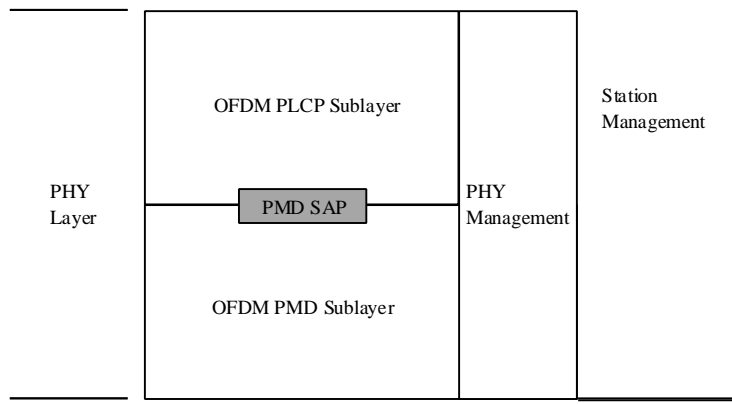 OFDM PLCP Sublayer
Station
Management
PHY
Layer
PMD SAP
PHY
Management
OFDM PMD Sublayer